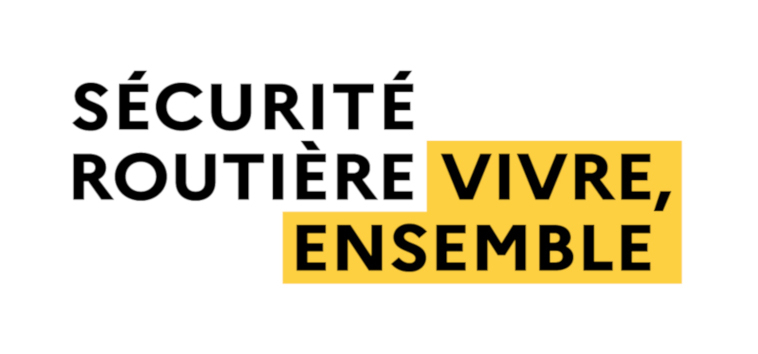 SÉCURITÉ
ROUTIÈRE VIVRE,
ENSEMBLE